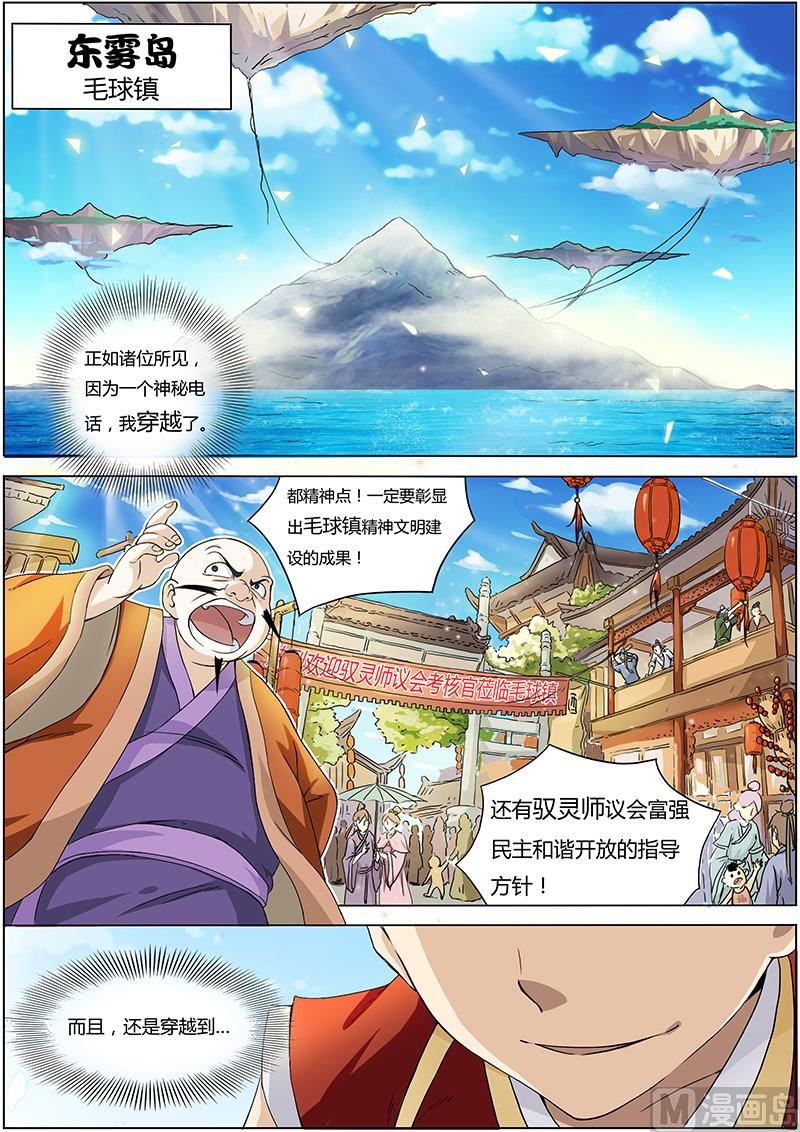 东雾岛
毛球镇
正如诸位所见，
因为一个神秘电
话，我穿越了。
都精神点！一定要彰显
出毛球镇精神文明建
设的成果！
欢迎驭灵师议会考核官莅临毛球镇
还有驭灵师议会富强
民主和谐开放的指导
方针！
而且，还是穿越到...
M漫画岛